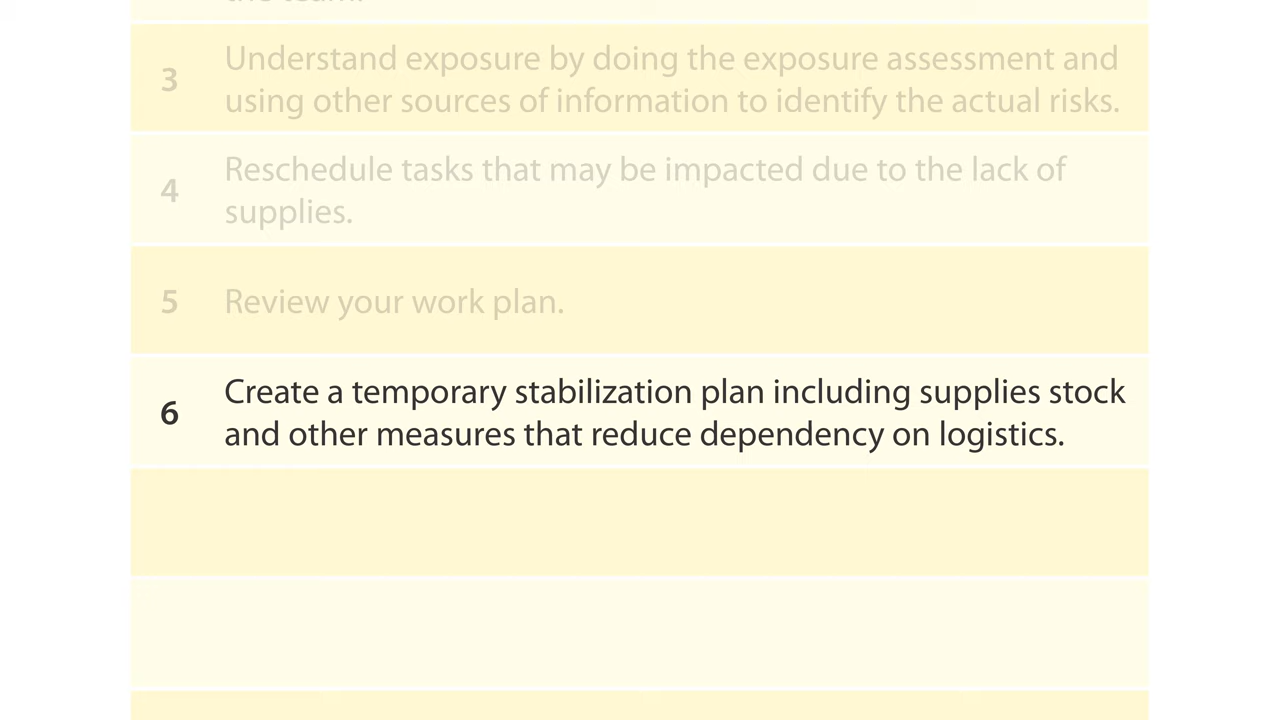 the team.
3
Understand exposure by doing the exposure assessment and
using other sources of information to identify the actual risks.
4
Reschedule tasks that may be impacted due to the lack of
supplies.
5
Review your work plan.
6
Create a temporary stabilization plan including supplies stock
and other measures that reduce dependency on logistics.